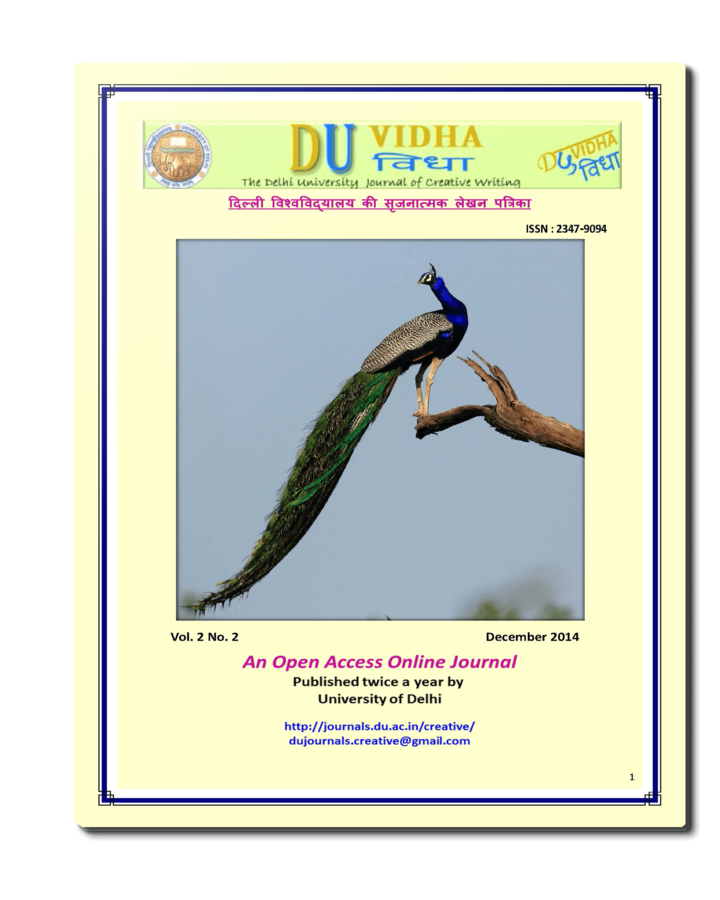 DU VIDHA
विधा
The Delhi University Journal of Creative Writing
DU VIDHA
विधा
दिल्ली विश्वविद्यालय की सृजनात्मक लेखन पत्रिका
ISSN : 2347-9094
Vol. 2 No. 2
December 2014
An Open Access Online Journal
Published twice a year by
University of Delhi
http://journals.du.ac.in/creative/
dujournals.creative@gmail.com
1